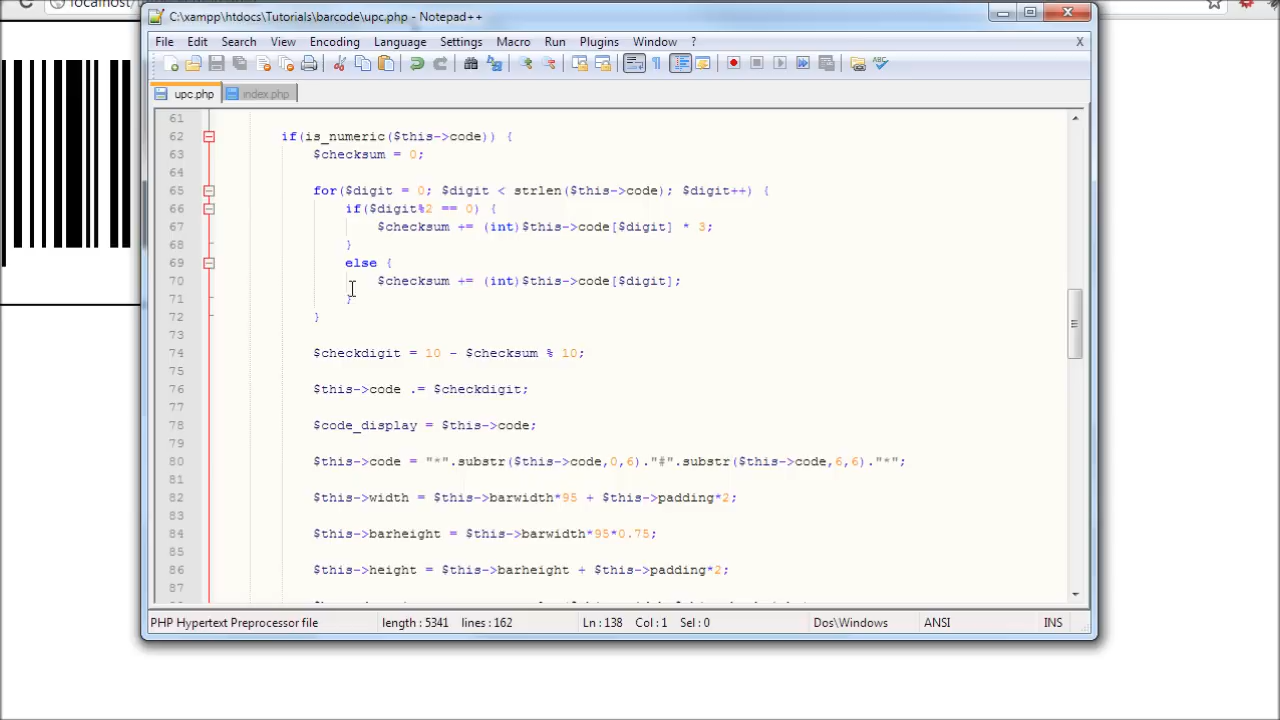 localhost/Tutorials/barcode/
C:\xampp\htdocs\Tutorials\barcode\upc.php - Notepad++
File Edit Search View Encoding Language Settings Macro Run Plugins Window ? X
upc.php index.php
61
62 if(is_numeric($this->code)) {
63 $checksum = 0;
64
65 for($digit = 0; $digit < strlen($this->code); $digit++) {
66 if($digit%2 == 0) {
67 $checksum += (int)$this->code[$digit] * 3;
68 }
69 else {
70 $checksum += (int)$this->code[$digit];
71 }
72 }
73
74 $checkdigit = 10 - $checksum % 10;
75
76 $this->code .= $checkdigit;
77
78 $code_display = $this->code;
79
80 $this->code = "*".substr($this->code,0,6)."#".substr($this->code,6,6)."*";
81
82 $this->width = $this->barwidth*95 + $this->padding*2;
83
84 $this->barheight = $this->barwidth*95*0.75;
85
86 $this->height = $this->barheight + $this->padding*2;
87
PHP Hypertext Preprocessor file length : 5341 lines : 162 Ln : 138 Col : 1 Sel : 0 Dos\Windows ANSI INS